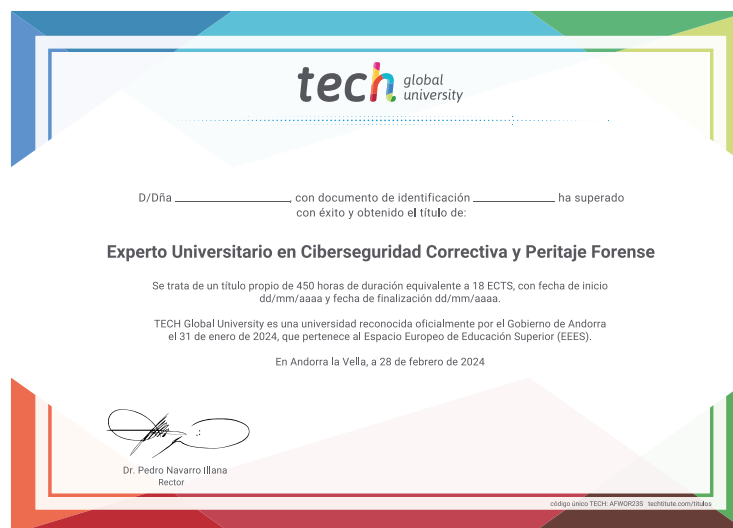 tech global
university
D/Dña ______________, con documento de identificación __________ ha superado
con éxito y obtenido el título de:
Experto Universitario en Ciberseguridad Correctiva y Peritaje Forense
Se trata de un título propio de 450 horas de duración equivalente a 18 ECTS, con fecha de inicio
dd/mm/aaaa y fecha de finalización dd/mm/aaaa.
TECH Global University es una universidad reconocida oficialmente por el Gobierno de Andorra
el 31 de enero de 2024, que pertenece al Espacio Europeo de Educación Superior (EEES).
En Andorra la Vella, a 28 de febrero de 2024
Dr. Pedro Navarro Illana
Rector
código único TECH: AFWOR23S techtitute.com/titulos